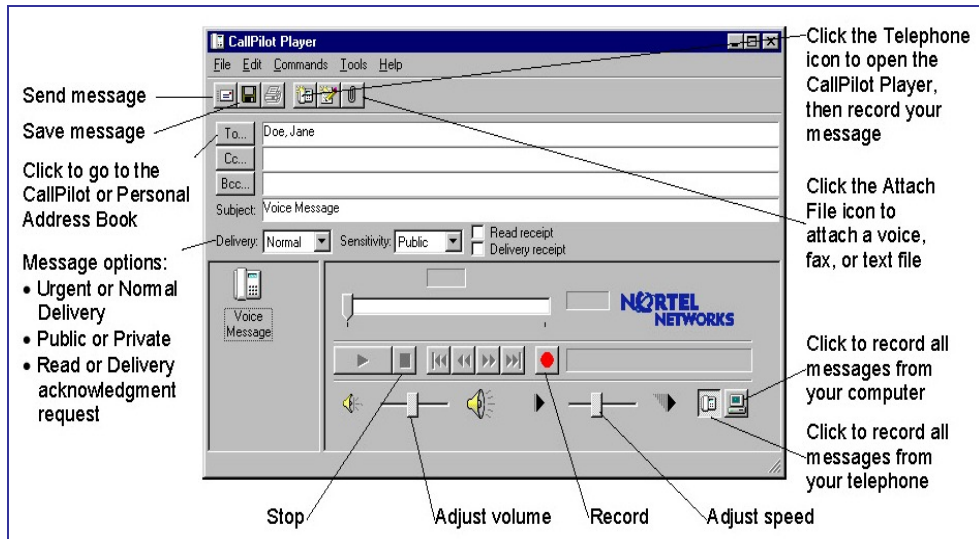 Send message
Save message
Click to go to the
CallPilot or Personal
Address Book
Message options:
• Urgent or Normal
Delivery
• Public or Private
• Read or Delivery
acknowledgment
request
CallPilot Player
File Edit Commands Tools Help
To... Doe, Jane
Cc...
Bcc...
Subject: Voice Message
Delivery: Normal Sensitivity: Public Read receipt
Delivery receipt
Voice
Message
NORTEL
NETWORKS
Click the Telephone
icon to open the
CallPilot Player,
then record your
message
Click the Attach
File icon to
attach a voice,
fax, or text file
Click to record all
messages from
your computer
Click to record all
messages from
your telephone
Stop Adjust volume Record Adjust speed